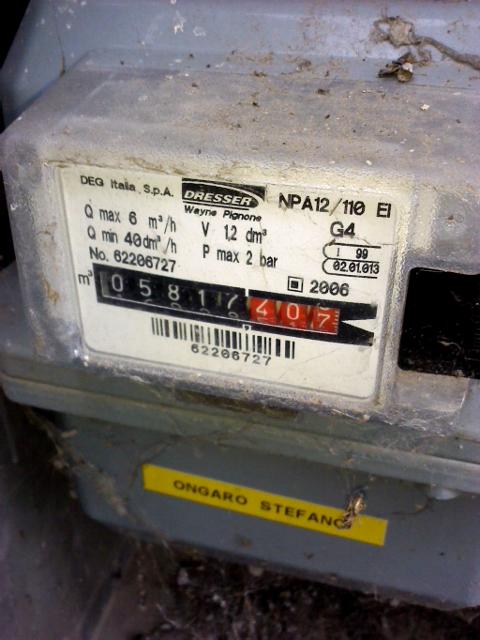 DEG Italia S.p.A. DRESSER NPA12/110 EI
Wayne Pignone
Q max 6 m³/h V 1,2 dm³ G4
Q min 40dm³/h P max 2 bar I 99
No. 62206727 02.01.013
2006
m³ 05817407
62206727
ONGARO STEFANO